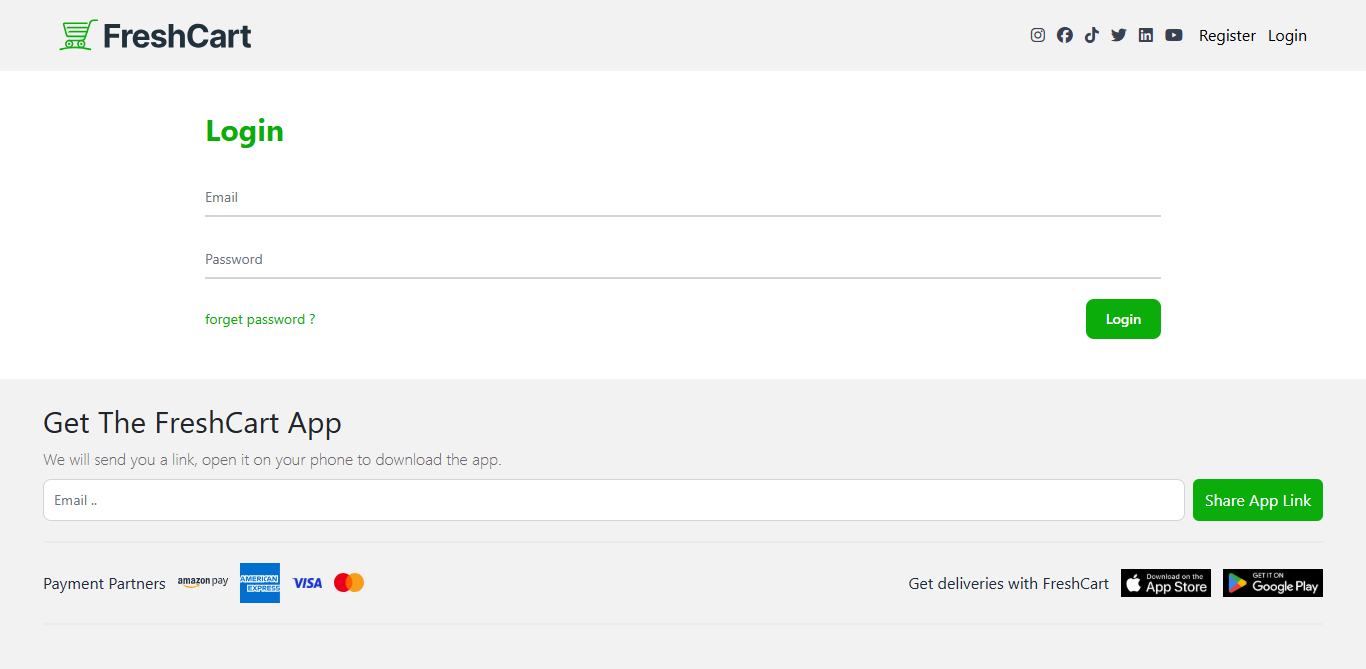 FreshCart
Register Login
Login
Email
Password
forget password ?
Login
Get The FreshCart App
We will send you a link, open it on your phone to download the app.
Email ..
Share App Link
Payment Partners
amazon pay
AMERICAN
EXPRESS
VISA
Get deliveries with FreshCart
Download on the
App Store
GET IT ON
Google Play